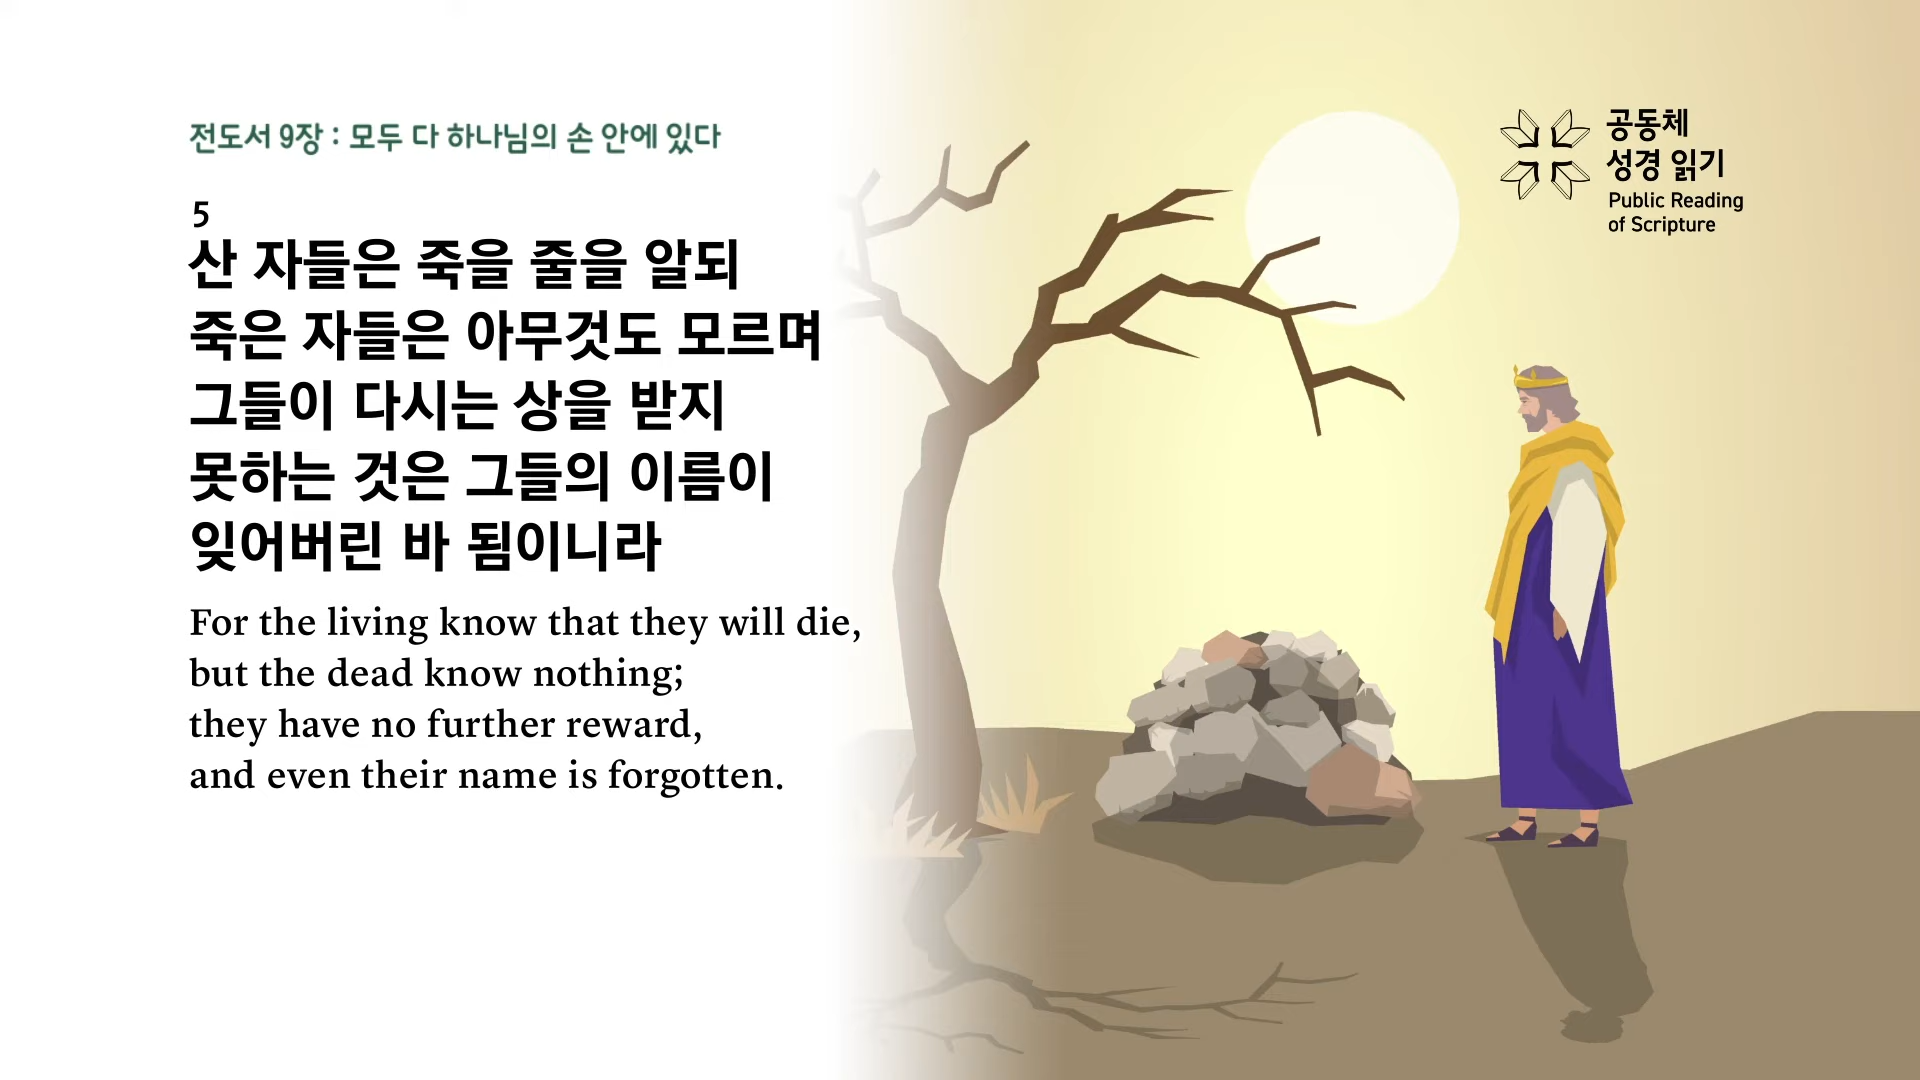 전도서 9장 : 모두 다 하나님의 손 안에 있다
5
산 자들은 죽을 줄을 알되
죽은 자들은 아무것도 모르며
그들이 다시는 상을 받지
못하는 것은 그들의 이름이
잊어버린 바 됨이니라
For the living know that they will die,
but the dead know nothing;
they have no further reward,
and even their name is forgotten.
공동체
성경 읽기
Public Reading
of Scripture